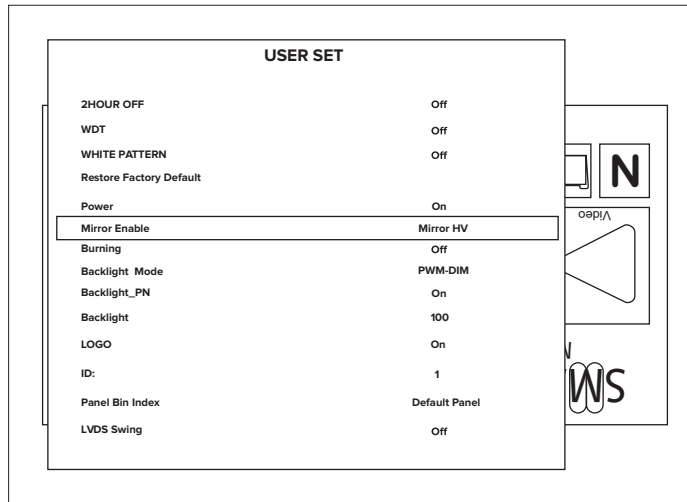 USER SET
2HOUR OFF Off
WDT Off
WHITE PATTERN Off
Restore Factory Default
Power On
Mirror Enable Mirror HV
Burning Off
Backlight Mode PWM-DIM
Backlight_PN On
Backlight 100
LOGO On
ID: 1
Panel Bin Index Default Panel
LVDS Swing Off
N
Video